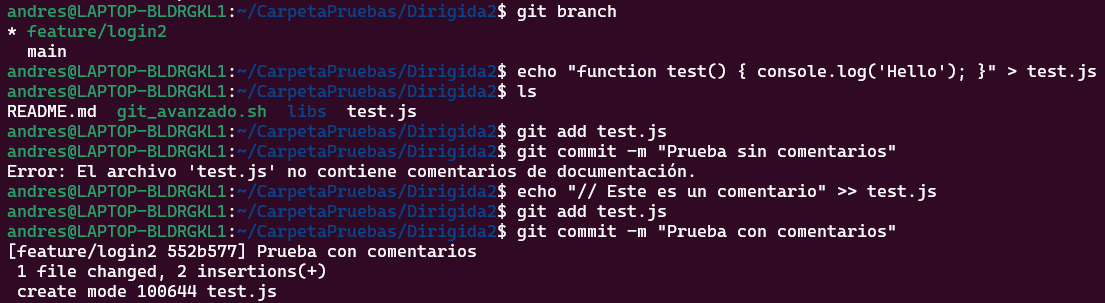 andres@LAPTOP-BLDRGKL1:~/CarpetaPruebas/Dirigida2$ git branch
* feature/login2
  main
andres@LAPTOP-BLDRGKL1:~/CarpetaPruebas/Dirigida2$ echo "function test() { console.log('Hello'); }" > test.js
andres@LAPTOP-BLDRGKL1:~/CarpetaPruebas/Dirigida2$ ls
README.md  git_avanzado.sh  libs  test.js
andres@LAPTOP-BLDRGKL1:~/CarpetaPruebas/Dirigida2$ git add test.js
andres@LAPTOP-BLDRGKL1:~/CarpetaPruebas/Dirigida2$ git commit -m "Prueba sin comentarios"
Error: El archivo 'test.js' no contiene comentarios de documentación.
andres@LAPTOP-BLDRGKL1:~/CarpetaPruebas/Dirigida2$ echo "// Este es un comentario" >> test.js
andres@LAPTOP-BLDRGKL1:~/CarpetaPruebas/Dirigida2$ git add test.js
andres@LAPTOP-BLDRGKL1:~/CarpetaPruebas/Dirigida2$ git commit -m "Prueba con comentarios"
[feature/login2 552b577] Prueba con comentarios
 1 file changed, 2 insertions(+)
 create mode 100644 test.js